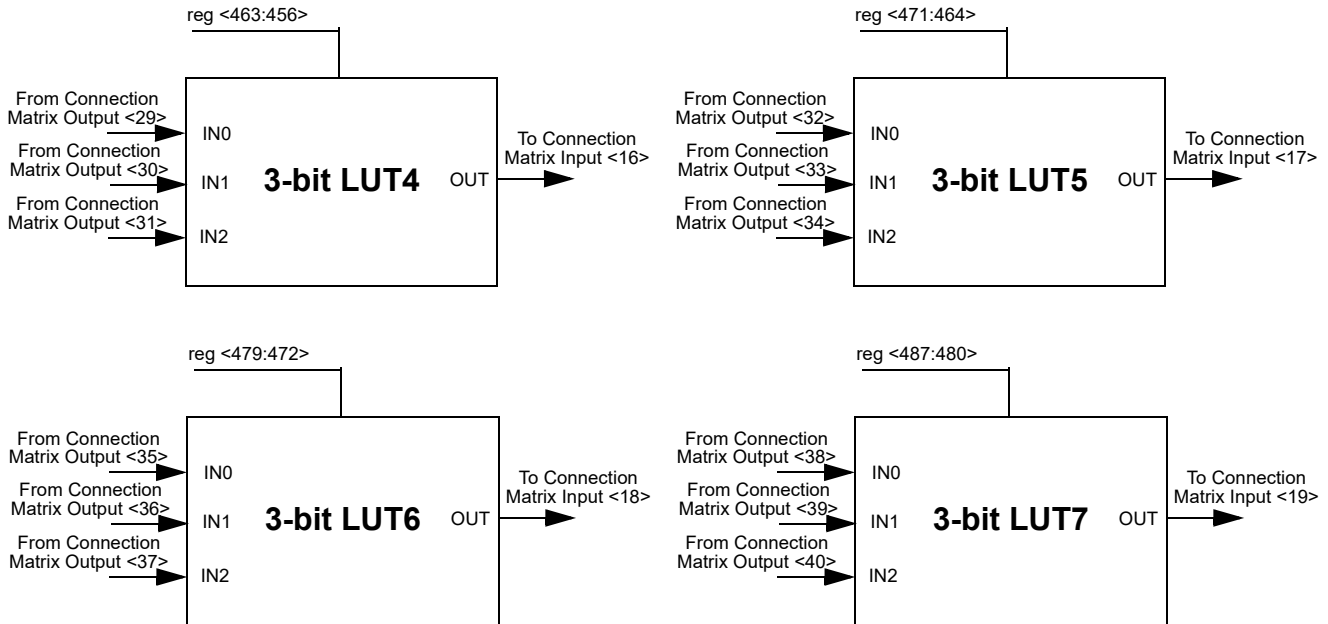 reg <463:456>
From Connection
Matrix Output <29>
IN0
From Connection
Matrix Output <30>
IN1
From Connection
Matrix Output <31>
IN2
3-bit LUT4
OUT
To Connection
Matrix Input <16>
reg <471:464>
From Connection
Matrix Output <32>
IN0
From Connection
Matrix Output <33>
IN1
From Connection
Matrix Output <34>
IN2
3-bit LUT5
OUT
To Connection
Matrix Input <17>
reg <479:472>
From Connection
Matrix Output <35>
IN0
From Connection
Matrix Output <36>
IN1
From Connection
Matrix Output <37>
IN2
3-bit LUT6
OUT
To Connection
Matrix Input <18>
reg <487:480>
From Connection
Matrix Output <38>
IN0
From Connection
Matrix Output <39>
IN1
From Connection
Matrix Output <40>
IN2
3-bit LUT7
OUT
To Connection
Matrix Input <19>